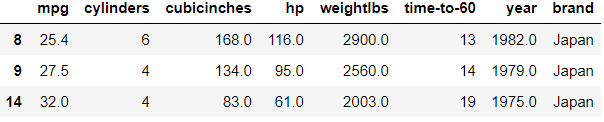 mpg cylinders cubicinches hp weightlbs time-to-60 year brand
8 25.4 6 168.0 116.0 2900.0 13 1982.0 Japan
9 27.5 4 134.0 95.0 2560.0 14 1979.0 Japan
14 32.0 4 83.0 61.0 2003.0 19 1975.0 Japan